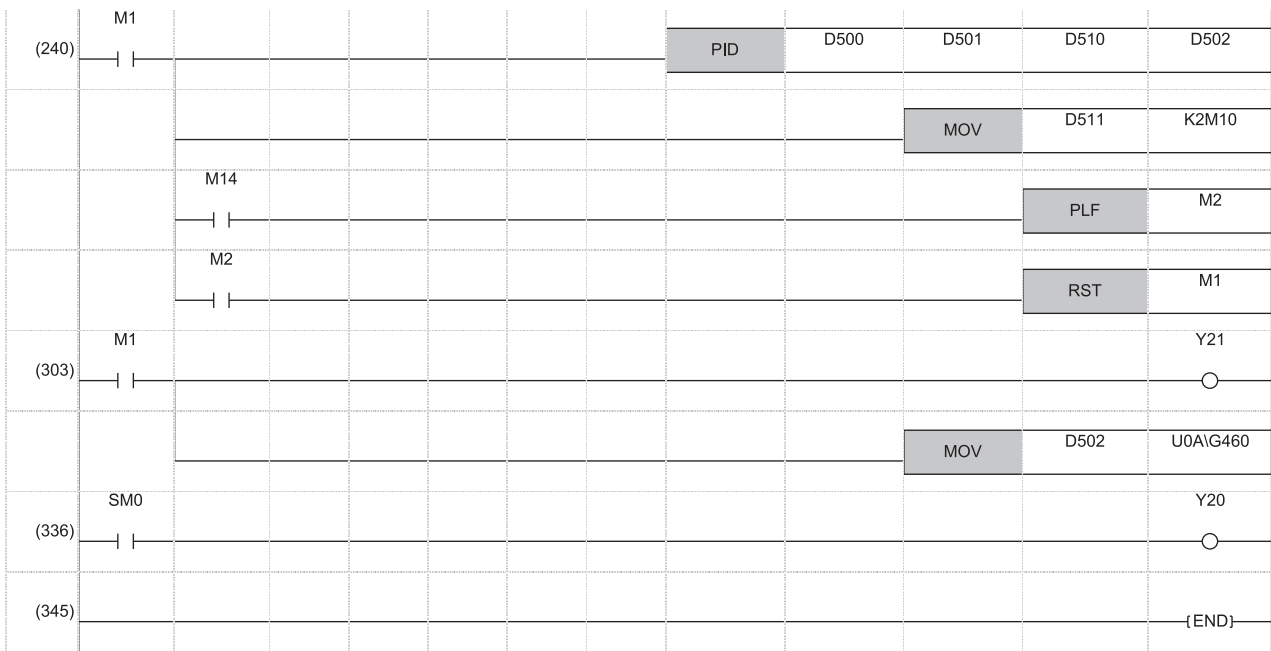 M1
(240) PID D500 D501 D510 D502
MOV D511 K2M10
M14
PLF M2
M2
RST M1
M1 Y21
(303)
MOV D502 U0A\G460
SM0 Y20
(336)
(345) END